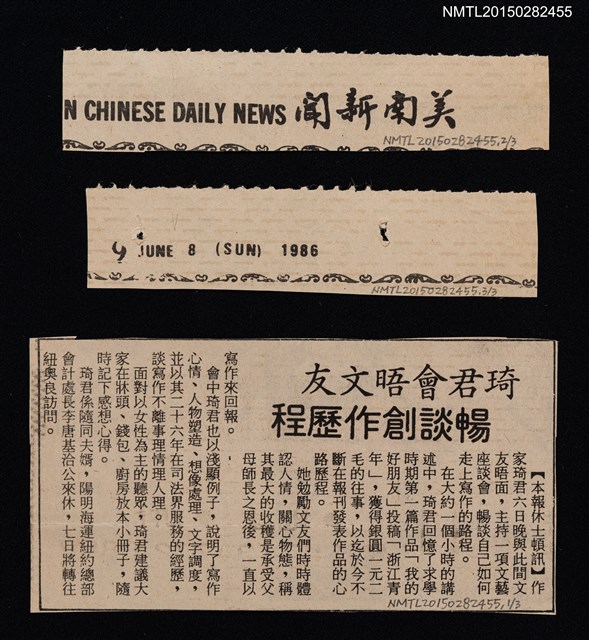 NMTL20150282455
N CHINESE DAILY NEWS 美南新聞
NMTL20150282455.2/3
JUNE 8 (SUN) 1986
NMTL20150282455.3/3
琦君會晤文友
暢談創作歷程
【本報休士頓訊】作
家琦君六日晚與此間文
友晤面，主持一項文藝
座談會，暢談自己如何
走上寫作的路程。
在大約一個小時的講
述中，琦君回憶了求學
時期第一篇作品「我的
好朋友」投稿「浙江青
年」，獲得銀圓一元二
毛的往事，以迄於今不
斷在報刊發表作品的心
路歷程。
她勉勵文友們時時體
認人情，關心物態，稱
其最大的收穫是承受父
母師長之恩後，一直以
寫作來回報。
會中琦君也以淺顯例子，說明了寫作
心情、人物塑造、想像處理、文字調度，
並以其二十六年在司法界服務的經歷，
談寫作不離事理情理人理。
面對以女性為主的聽眾，琦君建議大
家在牀頭、錢包、廚房放本小冊子，隨
時記下感想心得。
琦君係隨同夫婿，陽明海運紐約總部
會計處長李唐基洽公來休，七日將轉往
紐奧良訪問。
NMTL20150282455.1/3